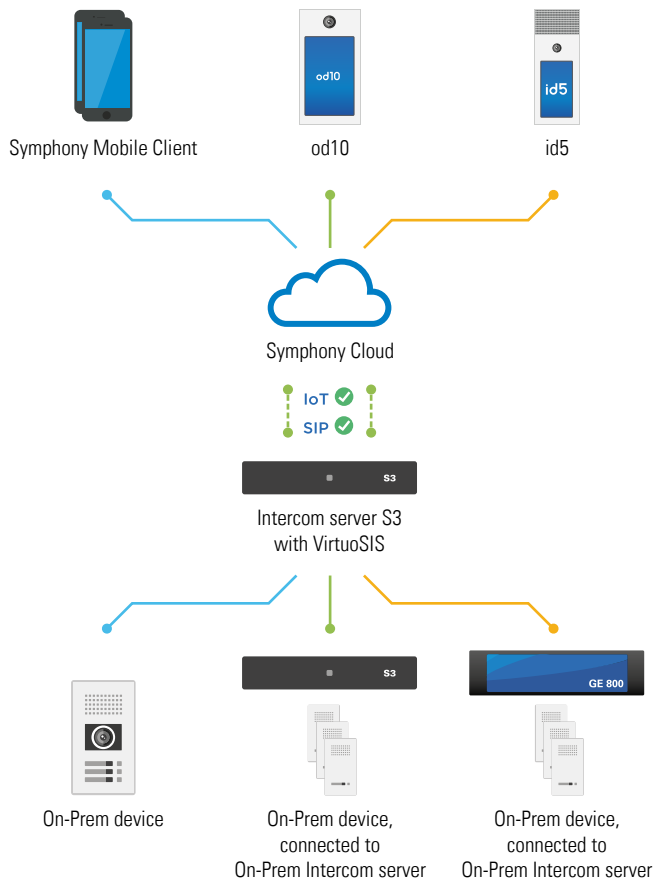 od10
id5
Symphony Mobile Client
od10
id5
Symphony Cloud
IoT
SIP
S3
Intercom server S3
with VirtuoSIS
S3
GE 800
On-Prem device
On-Prem device,
connected to
On-Prem Intercom server
On-Prem device,
connected to
On-Prem Intercom server